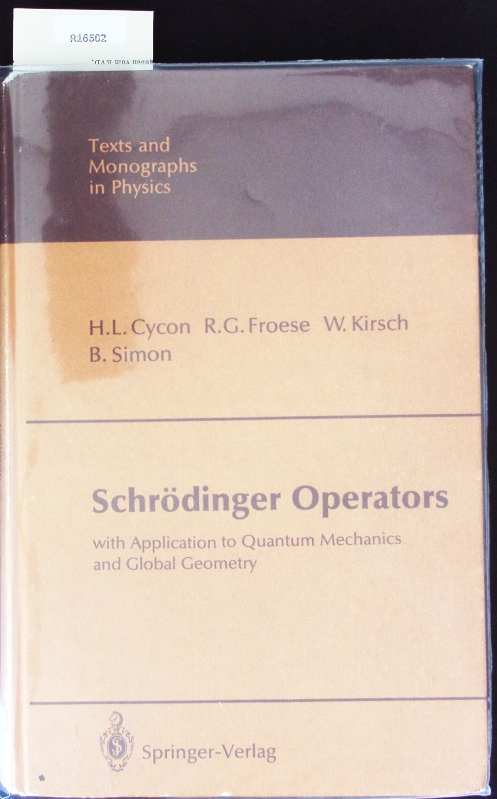 R16502
Texts and
Monographs
in Physics
H.L. Cycon R.G. Froese W. Kirsch
B. Simon
Schrödinger Operators
with Application to Quantum Mechanics
and Global Geometry
Springer-Verlag